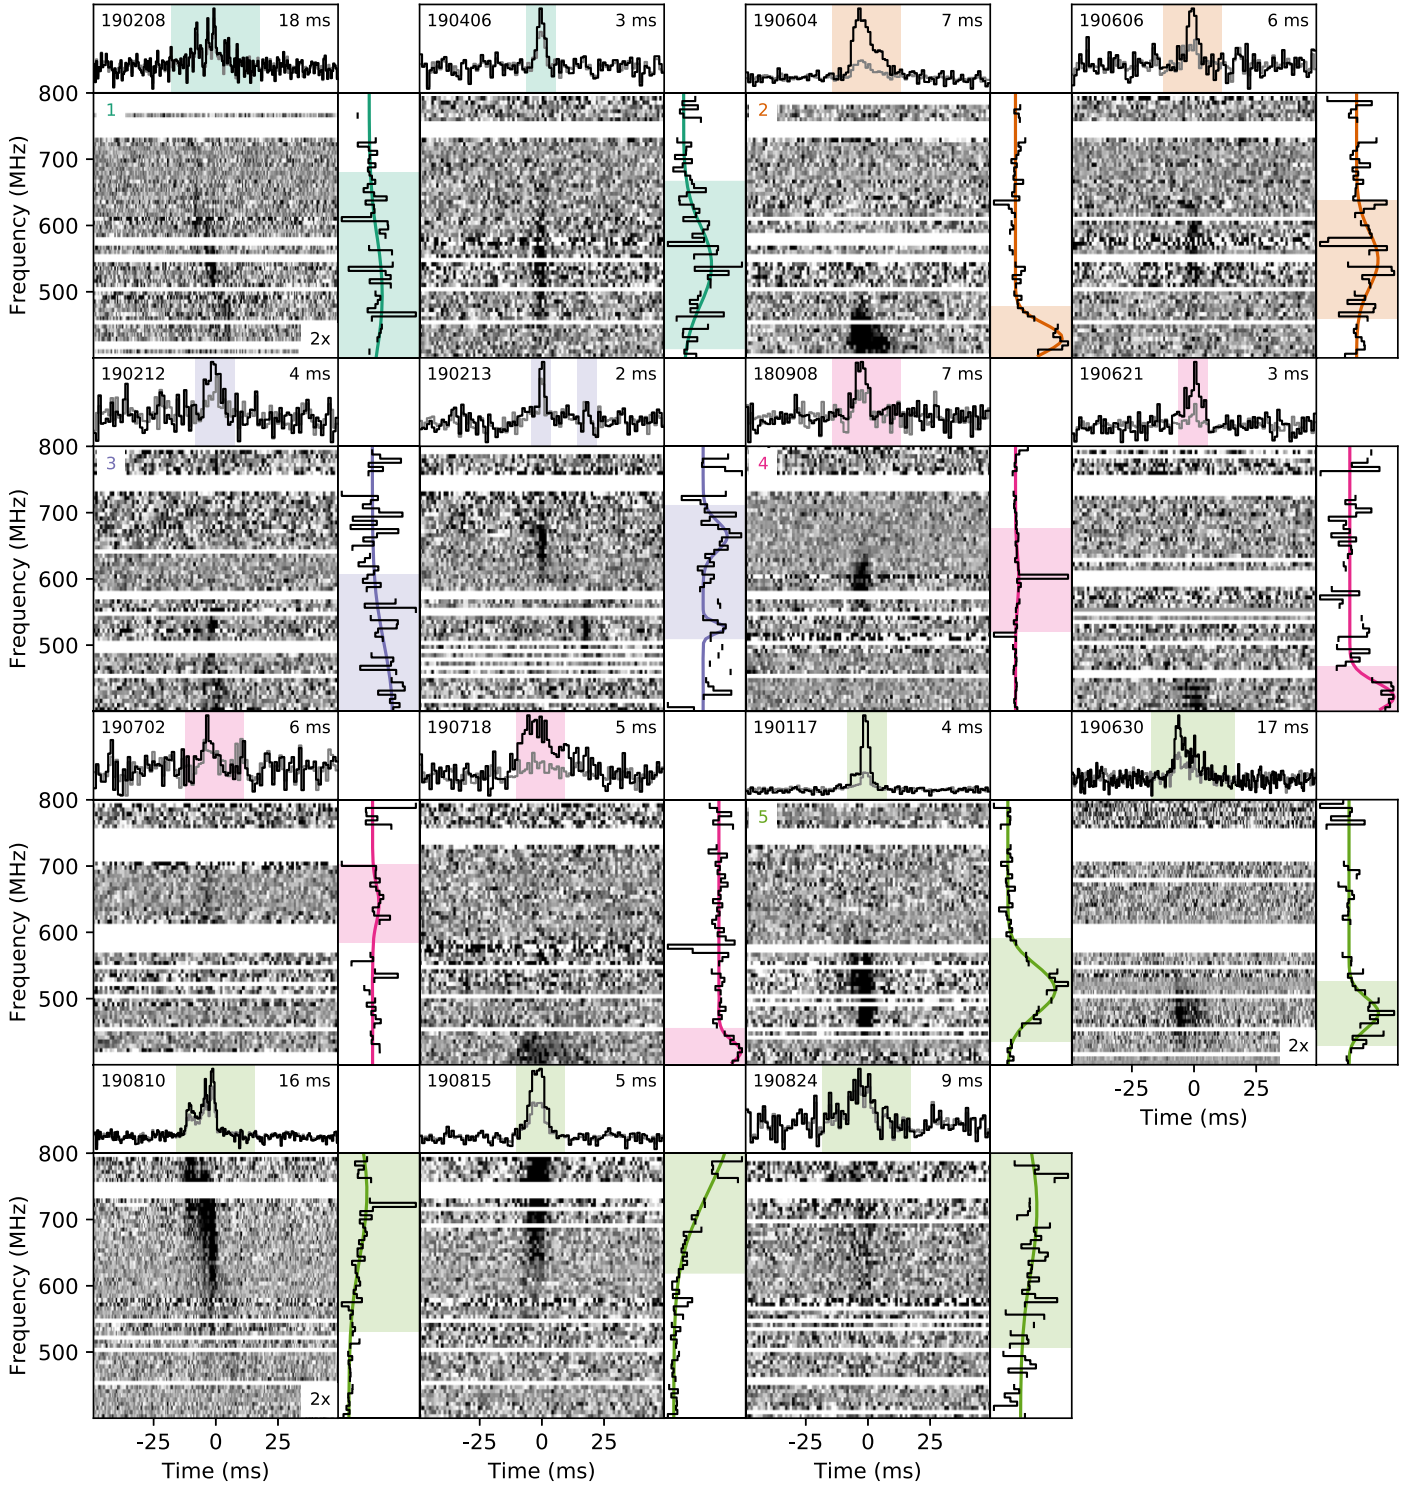 190208 18 ms 190406 3 ms 190604 7 ms 190606 6 ms
800
1 2
700
600
500
2x
Frequency (MHz)
190212 4 ms 190213 2 ms 180908 7 ms 190621 3 ms
800
3 4
700
600
500
Frequency (MHz)
190702 6 ms 190718 5 ms 190117 4 ms 190630 17 ms
800
5
700
600
500
2x
Frequency (MHz)
-25 0 25
Time (ms)
190810 16 ms 190815 5 ms 190824 9 ms
800
700
600
500
2x
Frequency (MHz)
-25 0 25 -25 0 25 -25 0 25
Time (ms) Time (ms) Time (ms)